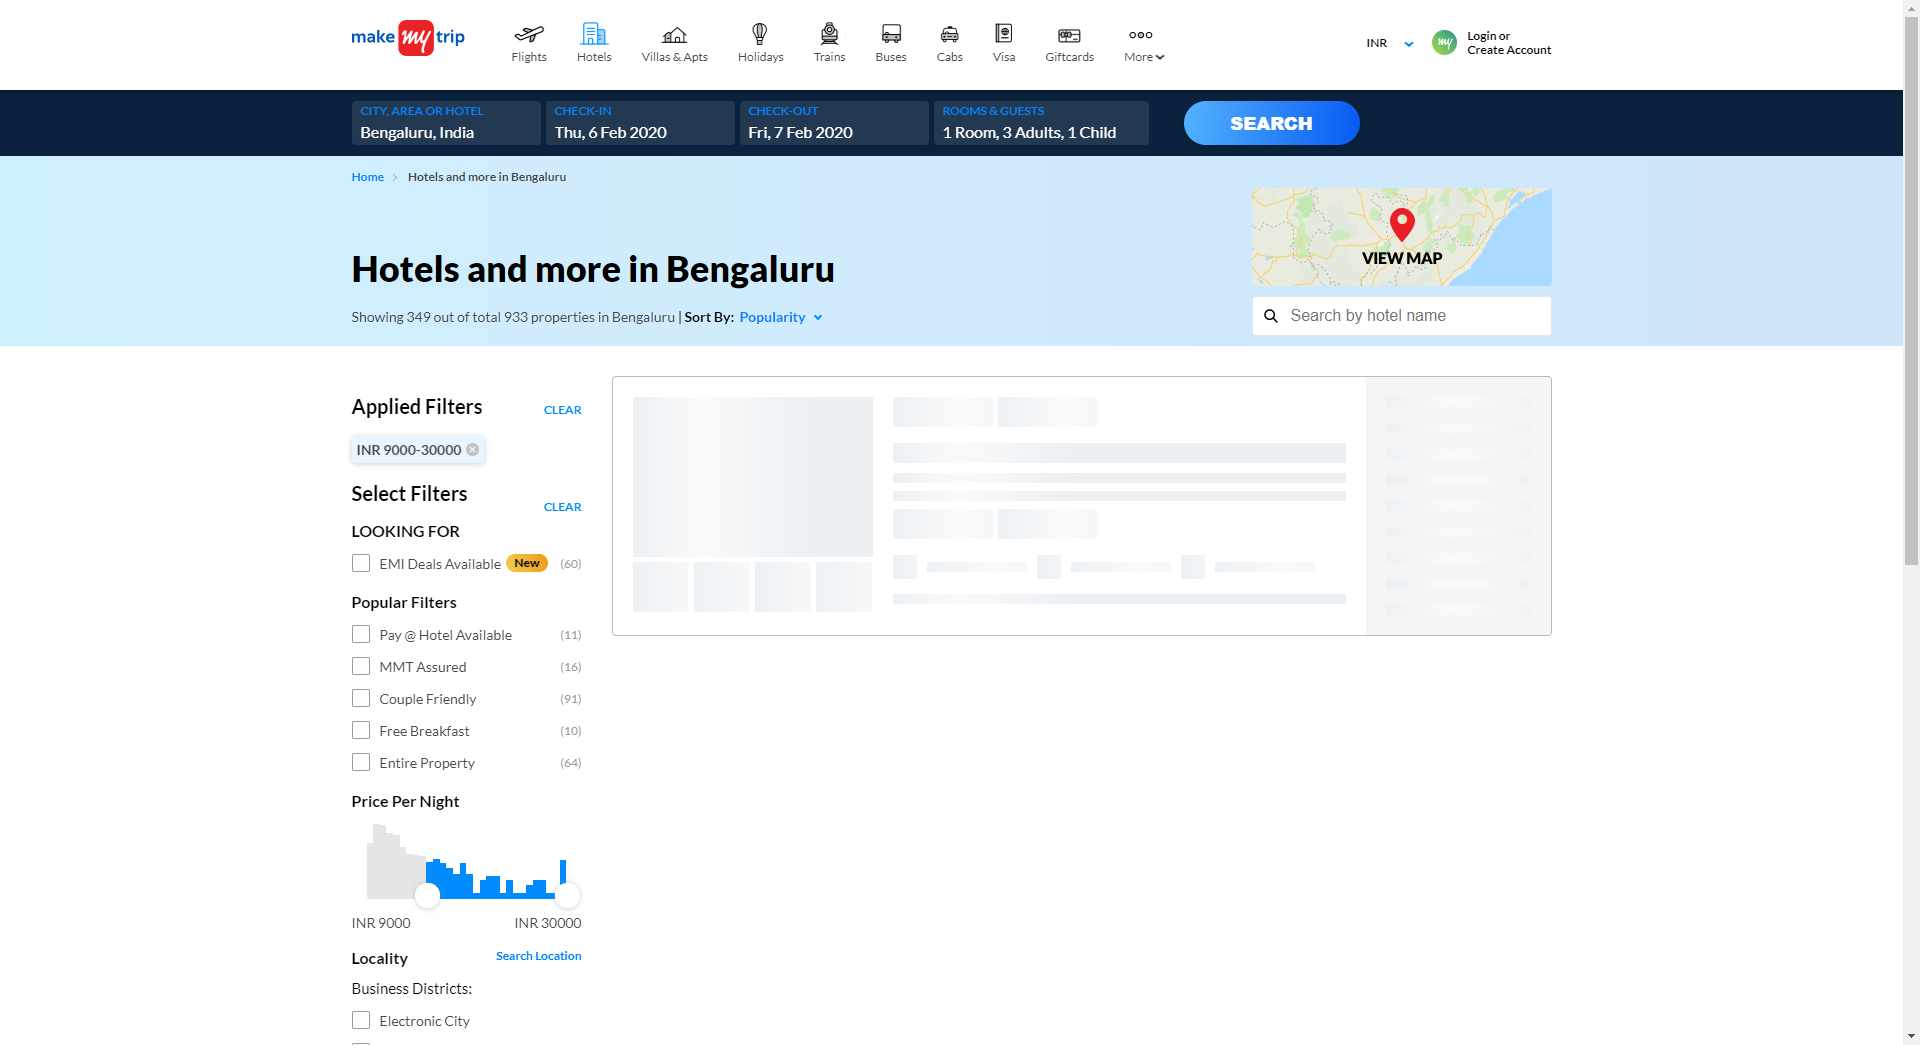 make my trip
Flights
Hotels
Villas & Apts
Holidays
Trains
Buses
Cabs
Visa
Giftcards
More
INR
my
Login or
Create Account
CITY, AREA OR HOTEL
Bengaluru, India
CHECK-IN
Thu, 6 Feb 2020
CHECK-OUT
Fri, 7 Feb 2020
ROOMS & GUESTS
1 Room, 3 Adults, 1 Child
SEARCH
Home
Hotels and more in Bengaluru
VIEW MAP
Hotels and more in Bengaluru
Showing 349 out of total 933 properties in Bengaluru | Sort By: Popularity
Search by hotel name
Applied Filters CLEAR
INR 9000-30000
Select Filters CLEAR
LOOKING FOR
EMI Deals Available New (60)
Popular Filters
Pay @ Hotel Available (11)
MMT Assured (16)
Couple Friendly (91)
Free Breakfast (10)
Entire Property (64)
Price Per Night
INR 9000 INR 30000
Locality Search Location
Business Districts:
Electronic City